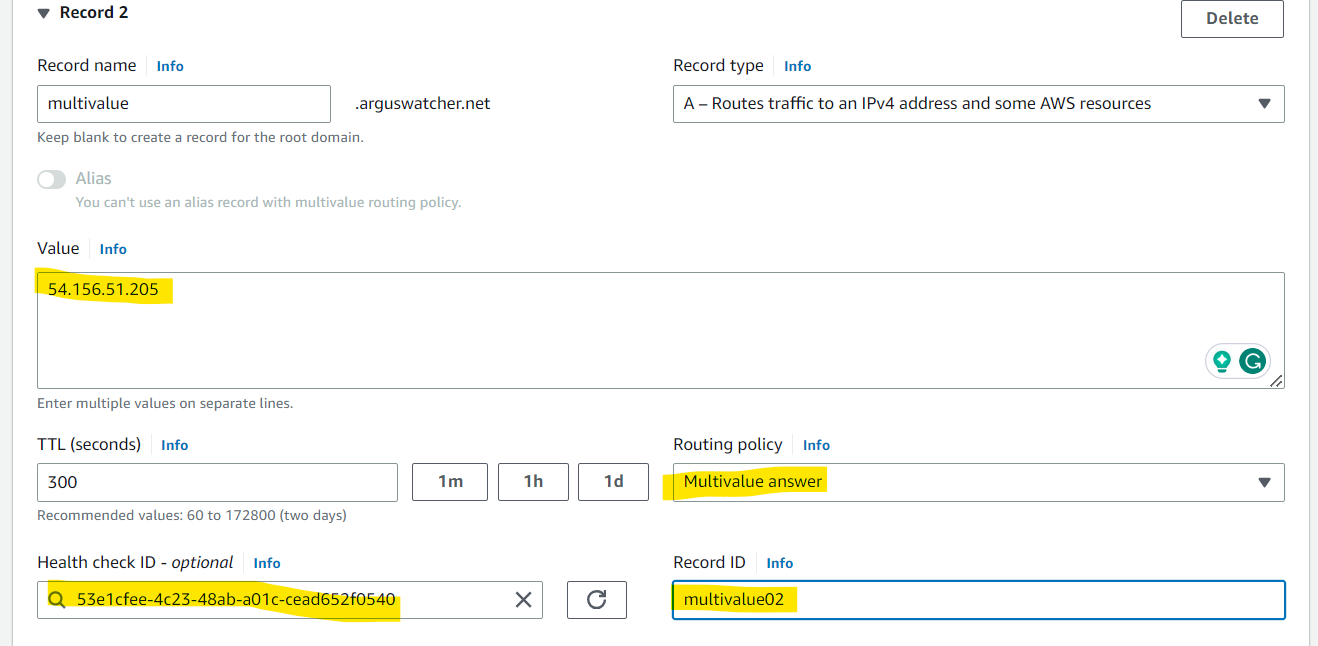 Record 2
Delete
Record name Info
Record type Info
multivalue .arguswatcher.net
A – Routes traffic to an IPv4 address and some AWS resources
Keep blank to create a record for the root domain.
Alias
You can't use an alias record with multivalue routing policy.
Value Info
54.156.51.205
Enter multiple values on separate lines.
TTL (seconds) Info
Routing policy Info
300 1m 1h 1d
Multivalue answer
Recommended values: 60 to 172800 (two days)
Health check ID - optional Info
Record ID Info
53e1cfee-4c23-48ab-a01c-cead652f0540
multivalue02